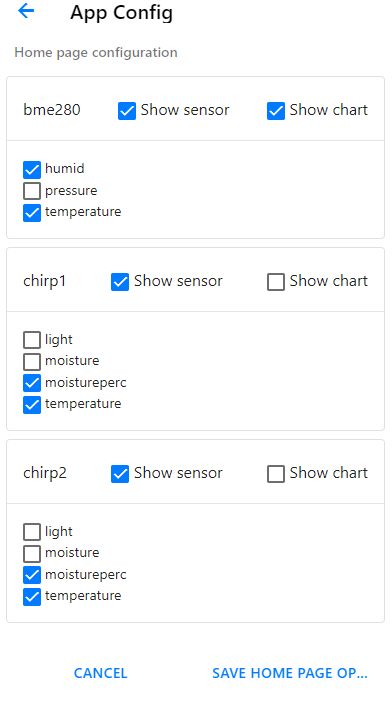 App Config
Home page configuration
bme280 Show sensor Show chart
humid
pressure
temperature
chirp1 Show sensor Show chart
light
moisture
moistureperc
temperature
chirp2 Show sensor Show chart
light
moisture
moistureperc
temperature
CANCEL SAVE HOME PAGE OP...